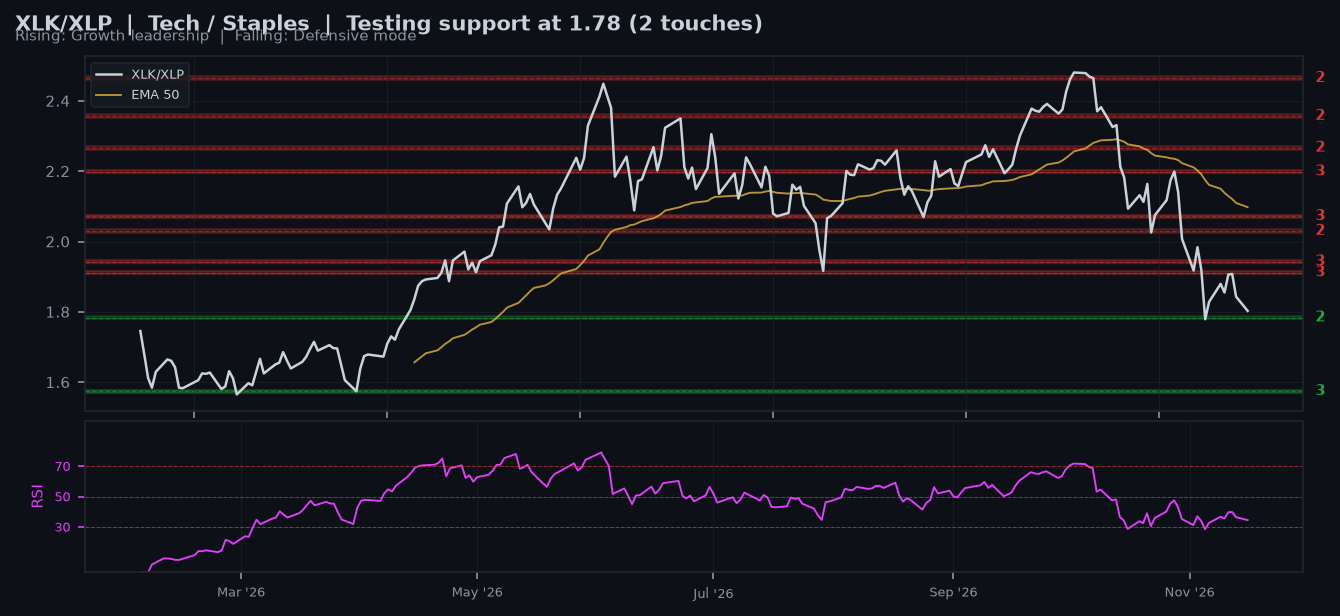 XLK/XLP | Tech / Staples | Testing support at 1.78 (2 touches)
Rising: Growth leadership | Falling: Defensive mode
XLK/XLP
EMA 50
2.4
2.2
2.0
1.8
1.6
2
2
2
3
3
2
3
3
2
3
RSI
70
50
30
Mar '26
May '26
Jul '26
Sep '26
Nov '26